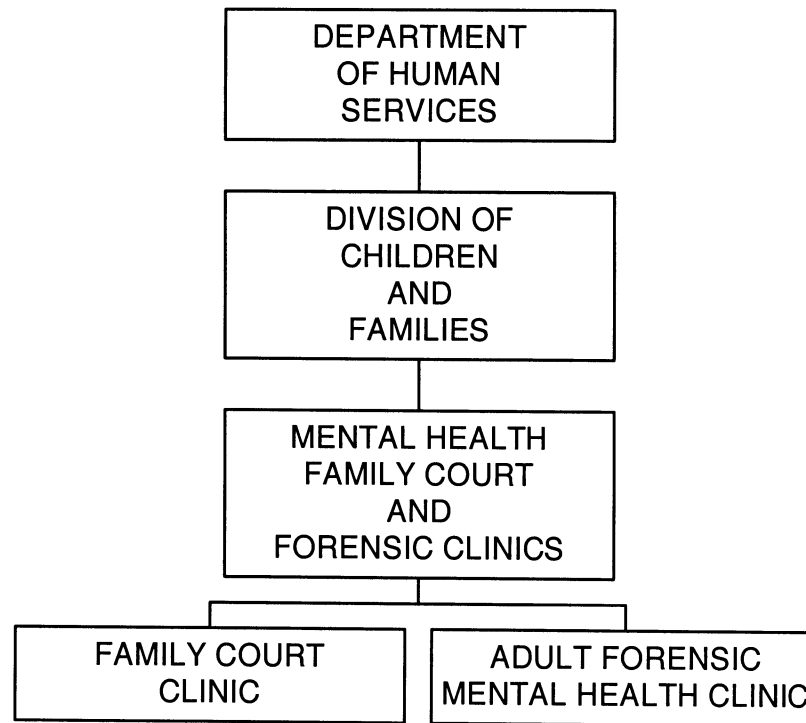 DEPARTMENT
OF HUMAN
SERVICES
DIVISION OF
CHILDREN
AND
FAMILIES
MENTAL HEALTH
FAMILY COURT
AND
FORENSIC CLINICS
FAMILY COURT
CLINIC
ADULT FORENSIC
MENTAL HEALTH CLINIC